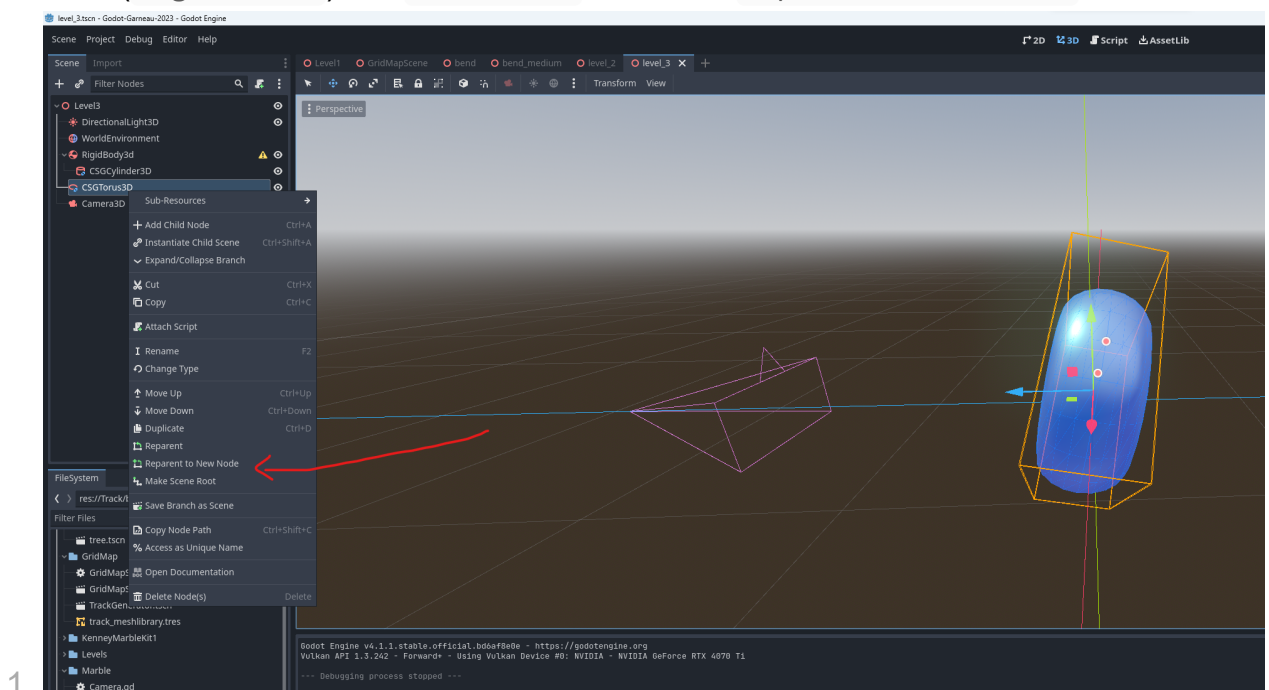 level_3.tscn - Godot-Garneau-2023 - Godot Engine
Scene Project Debug Editor Help
2D 3D Script AssetLib
Scene Import
Level1 GridMapScene bend bend_medium level_2 level_3
Filter Nodes
Transform View
Level3
Perspective
DirectionalLight3D
WorldEnvironment
RigidBody3d
CSGCylinder3D
CSGTorus3D
Camera3D
Sub-Resources
Add Child Node Ctrl+A
Instantiate Child Scene Ctrl+Shift+A
Expand/Collapse Branch
Cut Ctrl+X
Copy Ctrl+C
Attach Script
Rename F2
Change Type
Move Up Ctrl+Up
Move Down Ctrl+Down
Duplicate Ctrl+D
Reparent
Reparent to New Node
Make Scene Root
Save Branch as Scene
Copy Node Path Ctrl+Shift+C
% Access as Unique Name
Open Documentation
Delete Node(s) Delete
FileSystem
res://Track/
Filter Files
tree.tscn
GridMap
GridMap
GridMap
track_meshlibrary.tres
KenneyMarbleKit1
Levels
Marble
Camera.gd
Godot Engine v4.1.1.stable.official.bd6af8e0e - https://godotengine.org
Vulkan API 1.3.242 - Forward+ - Using Vulkan Device #0: NVIDIA - NVIDIA GeForce RTX 4070 Ti
--- Debugging process stopped ---
1